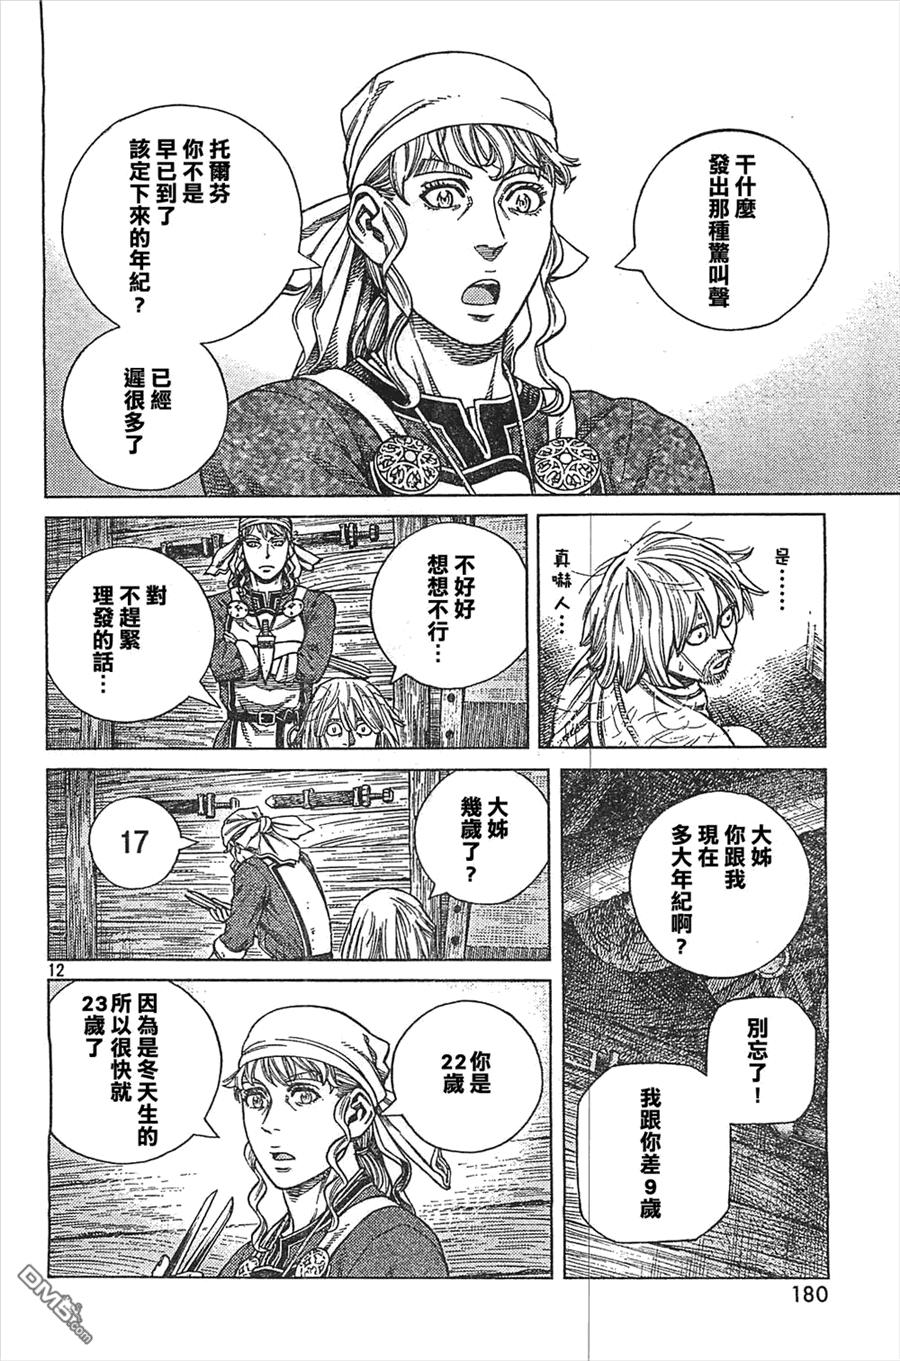 干什麼
發出那種驚叫聲
托爾芬
你不是
早已到了
該定下來的年紀？
已經
遲很多了
是……
真嚇人…
不好好
想想不行…
對
不趕緊
理發的話…
大姊
你跟我
現在
多大年紀啊？
別忘了！
我跟你差9歲
大姊
幾歲了？
17
12
你是
22歲
因為是冬天生的
所以很快就
23歲了
180
DM5.com